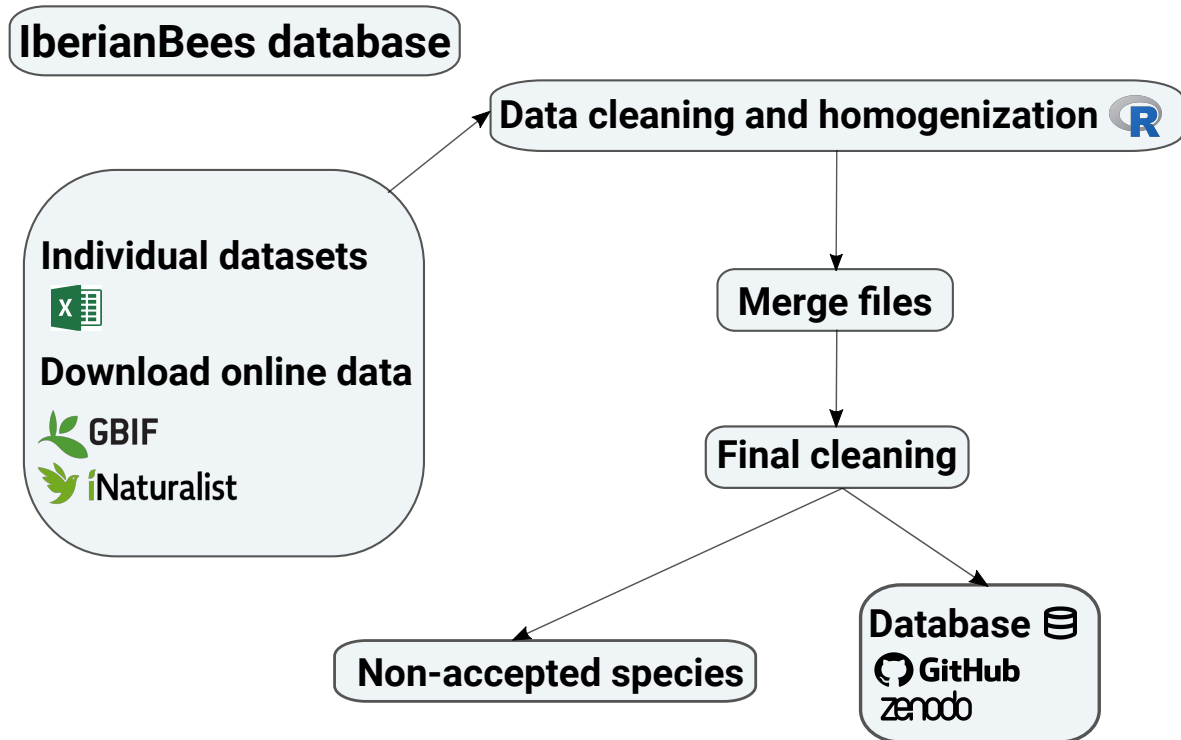 IberianBees database
Data cleaning and homogenization R
Individual datasets
X
Download online data
GBIF
iNaturalist
Merge files
Final cleaning
Non-accepted species
Database
GitHub
zenodo